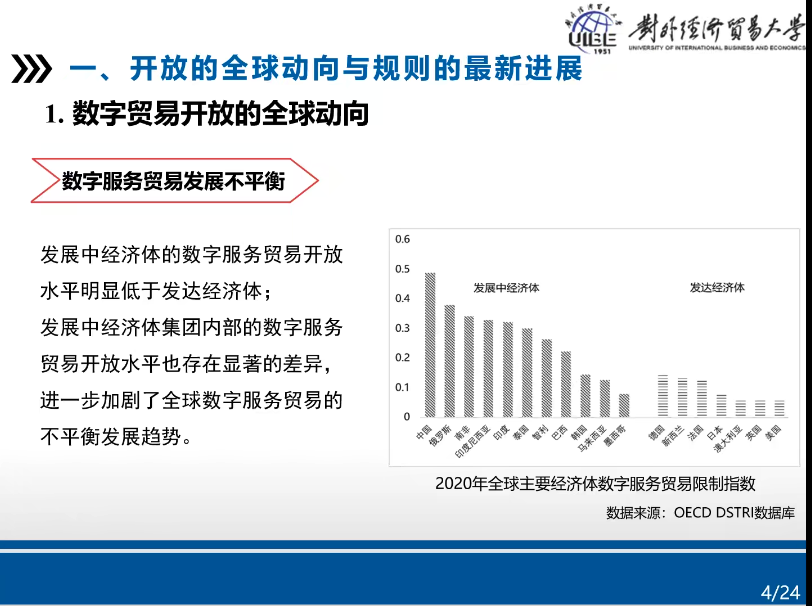 對外經濟貿易大學
UNIVERSITY OF INTERNATIONAL BUSINESS AND ECONOMICS
UIBE
1951
一、开放的全球动向与规则的最新进展
1. 数字贸易开放的全球动向
数字服务贸易发展不平衡
发展中经济体的数字服务贸易开放
水平明显低于发达经济体；
发展中经济体集团内部的数字服务
贸易开放水平也存在显著的差异，
进一步加剧了全球数字服务贸易的
不平衡发展趋势。
0.6
0.5
0.4
0.3
0.2
0.1
0
发展中经济体
发达经济体
中国
俄罗斯
南非
印度尼西亚
印度
泰国
智利
巴西
韩国
马来西亚
墨西哥
德国
新西兰
法国
日本
澳大利亚
英国
美国
2020年全球主要经济体数字服务贸易限制指数
数据来源：OECD DSTRI数据库
4/24